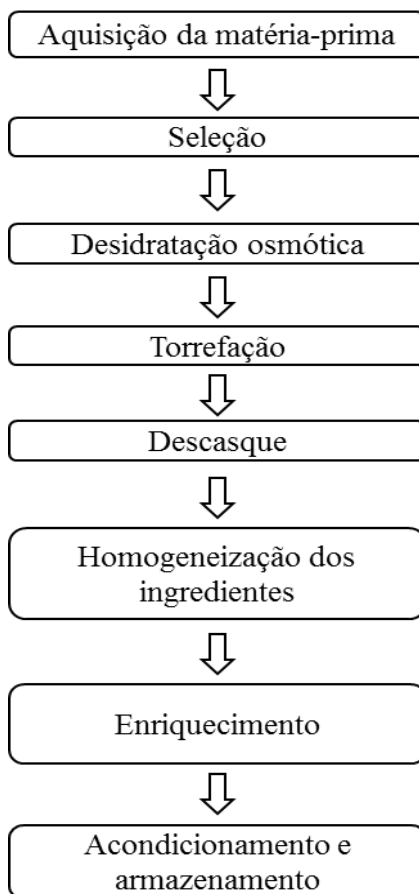 Aquisição da matéria-prima
Seleção
Desidratação osmótica
Torrefação
Descasque
Homogeneização dos
ingredientes
Enriquecimento
Acondicionamento e
armazenamento